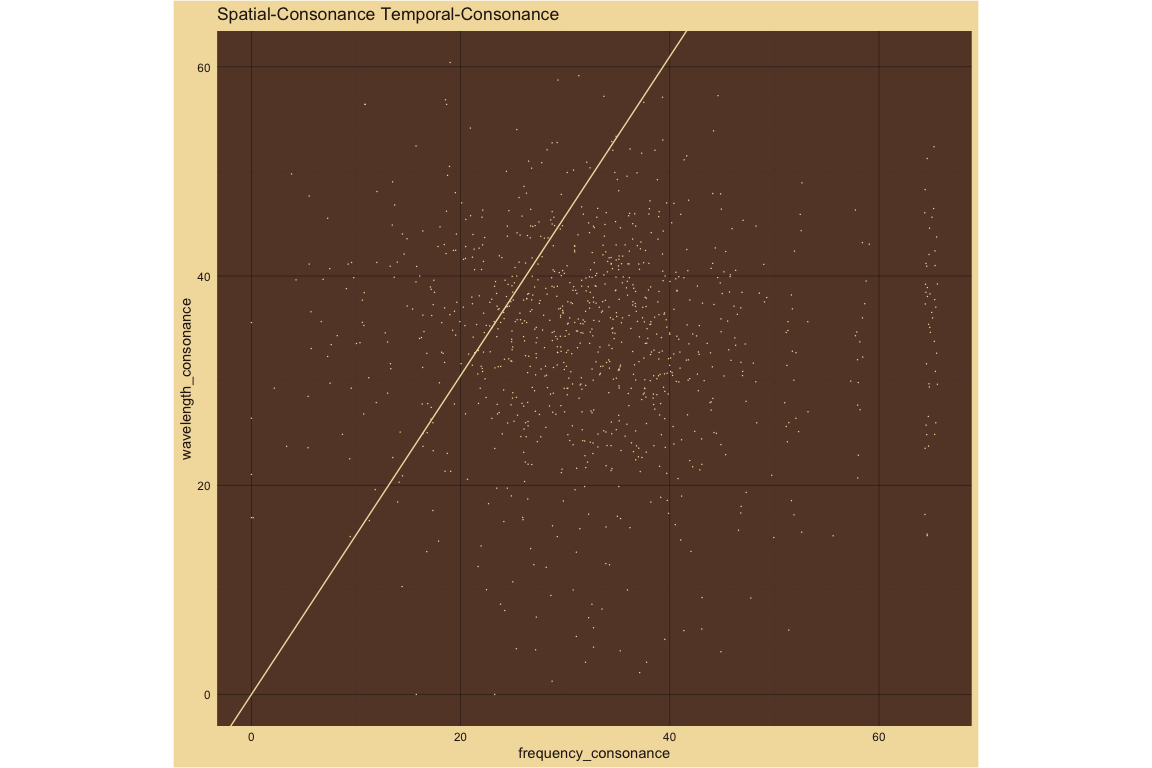 Spatial-Consonance Temporal-Consonance
60
40
20
0
wavelength_consonance
0 20 40 60
frequency_consonance